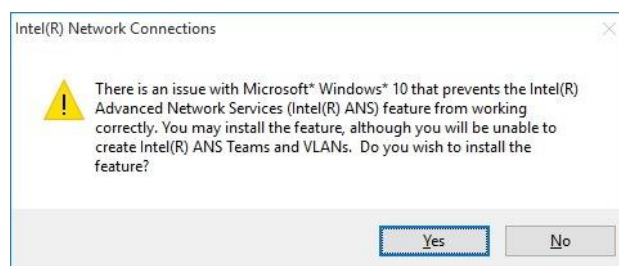 Intel(R) Network Connections
There is an issue with Microsoft* Windows* 10 that prevents the Intel(R)
Advanced Network Services (Intel(R) ANS) feature from working
correctly. You may install the feature, although you will be unable to
create Intel(R) ANS Teams and VLANs.  Do you wish to install the
feature?
Yes
No